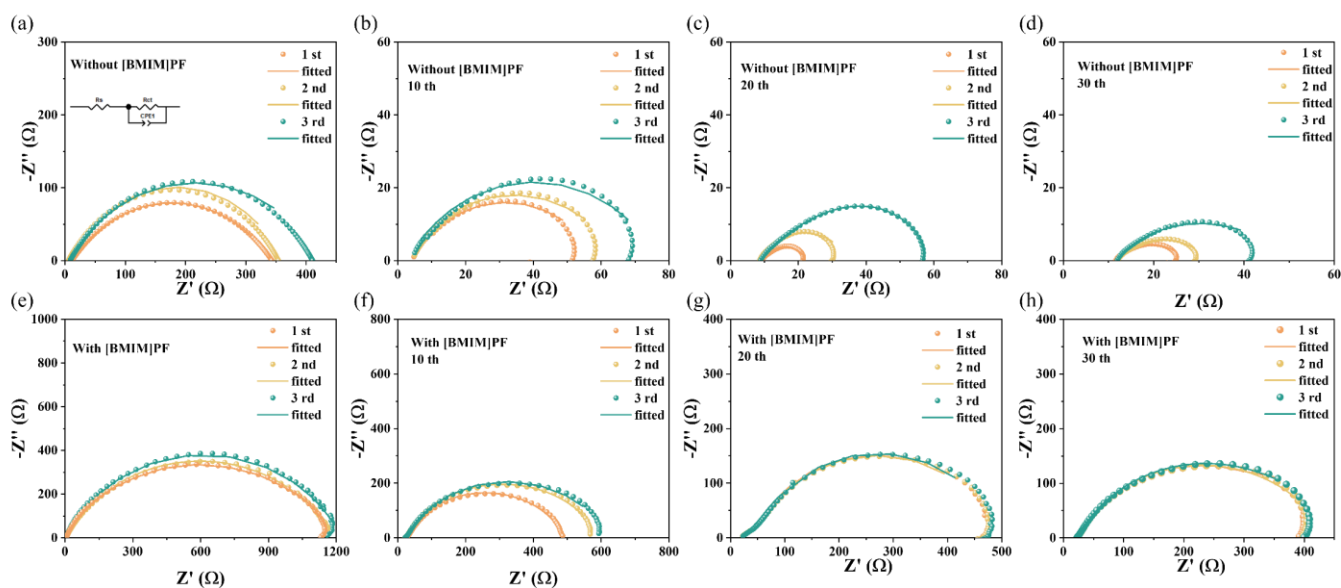 (a)
300
200
100
0
-Z'' (Ω)
0 100 200 300 400 500
Z' (Ω)
Without [BMIM]PF
Rs
Rct
CPE1
1 st
fitted
2 nd
fitted
3 rd
fitted
(b)
60
40
20
0
-Z'' (Ω)
0 20 40 60 80
Z' (Ω)
Without [BMIM]PF
10 th
1 st
fitted
2 nd
fitted
3 rd
fitted
(c)
60
40
20
0
-Z'' (Ω)
0 20 40 60 80
Z' (Ω)
Without [BMIM]PF
20 th
1 st
fitted
2 nd
fitted
3 rd
fitted
(d)
60
40
20
0
-Z'' (Ω)
0 20 40 60
Z' (Ω)
Without [BMIM]PF
30 th
1 st
fitted
2 nd
fitted
3 rd
fitted
(e)
1000
800
600
400
200
0
-Z'' (Ω)
0 300 600 900 1200
Z' (Ω)
With [BMIM]PF
1 st
fitted
2 nd
fitted
3 rd
fitted
(f)
800
600
400
200
0
-Z'' (Ω)
0 200 400 600 800
Z' (Ω)
With [BMIM]PF
10 th
1 st
fitted
2 nd
fitted
3 rd
fitted
(g)
400
350
300
250
200
150
100
50
0
-Z'' (Ω)
0 100 200 300 400 500
Z' (Ω)
With [BMIM]PF
20 th
1 st
fitted
2 nd
fitted
3 rd
fitted
(h)
400
350
300
250
200
150
100
50
0
-Z'' (Ω)
0 100 200 300 400
Z' (Ω)
With [BMIM]PF
30 th
1 st
fitted
2 nd
fitted
3 rd
fitted